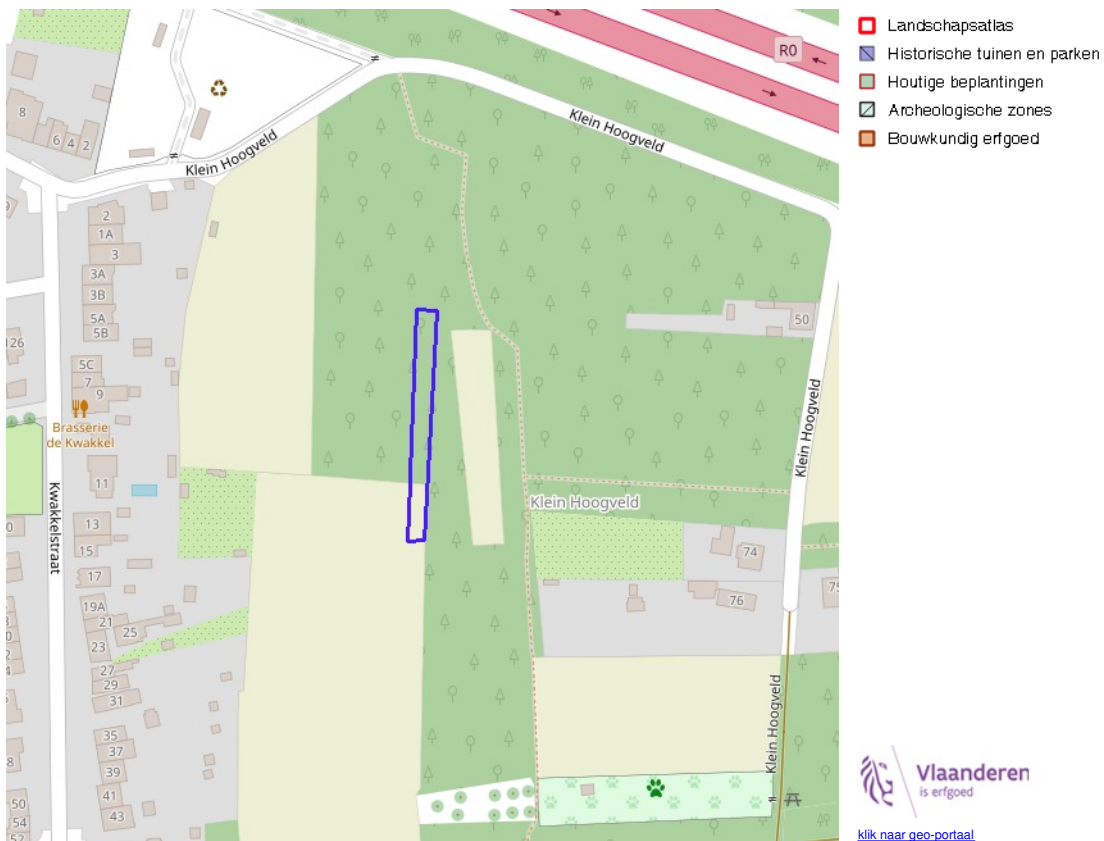 Landschapsatlas
Historische tuinen en parken
Houtige beplantingen
Archeologische zones
Bouwkundig erfgoed
R0
Klein Hoogveld
Klein Hoogveld
8
6
4
2
2
1A
3
3A
3B
5A
5B
126
5C
7
9
Brasserie
de Kwakkel
11
Kwakkelstraat
13
15
17
19A
21
25
23
27
29
31
35
37
39
41
43
50
54
52
50
Klein Hoogveld
Klein Hoogveld
74
76
75
Klein Hoogveld
Vlaanderen
is erfgoed
klik naar geo-portaal